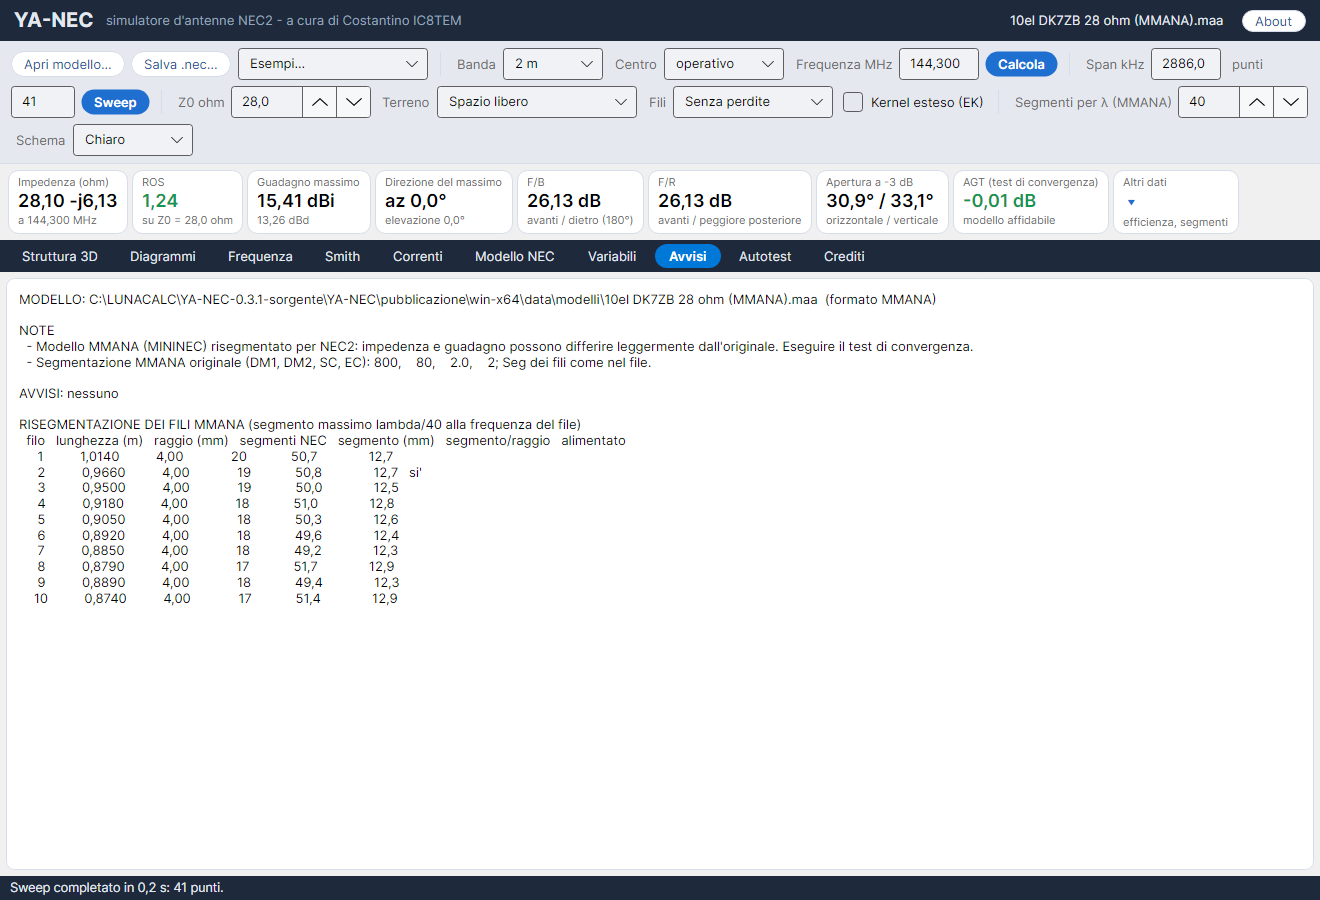 YA-NEC simulatore d'antenne NEC2 - a cura di Costantino IC8TEM 10el DK7ZB 28 ohm (MMANA).maa About
Apri modello... Salva .nec... Esempi... Banda 2 m Centro operativo Frequenza MHz 144,300 Calcola Span kHz 2886,0 punti
41 Sweep Z0 ohm 28,0 Terreno Spazio libero Fili Senza perdite Kernel esteso (EK) Segmenti per λ (MMANA) 40
Schema Chiaro
Impedenza (ohm) ROS Guadagno massimo Direzione del massimo F/B F/R Apertura a -3 dB AGT (test di convergenza) Altri dati
28,10 -j6,13 1,24 15,41 dBi az 0,0° 26,13 dB 26,13 dB 30,9° / 33,1° -0,01 dB
a 144,300 MHz su Z0 = 28,0 ohm 13,26 dBd elevazione 0,0° avanti / dietro (180°) avanti / peggiore posteriore orizzontale / verticale modello affidabile efficienza, segmenti
Struttura 3D Diagrammi Frequenza Smith Correnti Modello NEC Variabili Avvisi Autotest Crediti
MODELLO: C:\LUNACALC\YA-NEC-0.3.1-sorgente\YA-NEC\pubblicazione\win-x64\data\modelli\10el DK7ZB 28 ohm (MMANA).maa (formato MMANA)
NOTE
- Modello MMANA (MININEC) risegmentato per NEC2: impedenza e guadagno possono differire leggermente dall'originale. Eseguire il test di convergenza.
- Segmentazione MMANA originale (DM1, DM2, SC, EC): 800, 80, 2.0, 2; Seg dei fili come nel file.
AVVISI: nessuno
RISEGMENTAZIONE DEI FILI MMANA (segmento massimo lambda/40 alla frequenza del file)
filo lunghezza (m) raggio (mm) segmenti NEC segmento (mm) segmento/raggio alimentato
1 1,0140 4,00 20 50,7 12,7
2 0,9660 4,00 19 50,8 12,7 si'
3 0,9500 4,00 19 50,0 12,5
4 0,9180 4,00 18 51,0 12,8
5 0,9050 4,00 18 50,3 12,6
6 0,8920 4,00 18 49,6 12,4
7 0,8850 4,00 18 49,2 12,3
8 0,8790 4,00 17 51,7 12,9
9 0,8890 4,00 18 49,4 12,3
10 0,8740 4,00 17 51,4 12,9
Sweep completato in 0,2 s: 41 punti.